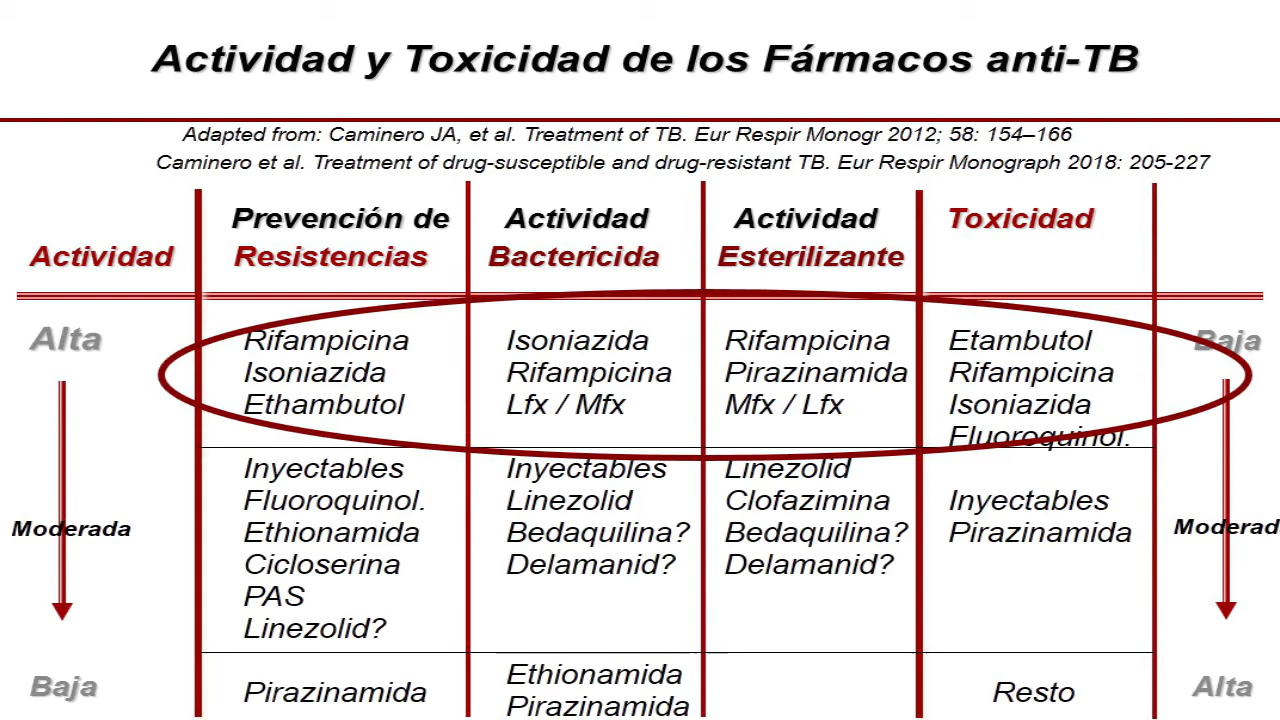 Actividad y Toxicidad de los Fármacos anti-TB
Adapted from: Caminero JA, et al. Treatment of TB. Eur Respir Monogr 2012; 58: 154–166
Caminero et al. Treatment of drug-susceptible and drug-resistant TB. Eur Respir Monograph 2018: 205-227
Actividad
Prevención de
Resistencias
Actividad
Bactericida
Actividad
Esterilizante
Toxicidad
Alta
Rifampicina
Isoniazida
Ethambutol
Isoniazida
Rifampicina
Lfx / Mfx
Rifampicina
Pirazinamida
Mfx / Lfx
Etambutol
Rifampicina
Isoniazida
Fluoroquinol.
Baja
Moderada
Inyectables
Fluoroquinol.
Ethionamida
Cicloserina
PAS
Linezolid?
Inyectables
Linezolid
Bedaquilina?
Delamanid?
Linezolid
Clofazimina
Bedaquilina?
Delamanid?
Inyectables
Pirazinamida
Moderad
Baja
Pirazinamida
Ethionamida
Pirazinamida
Resto
Alta